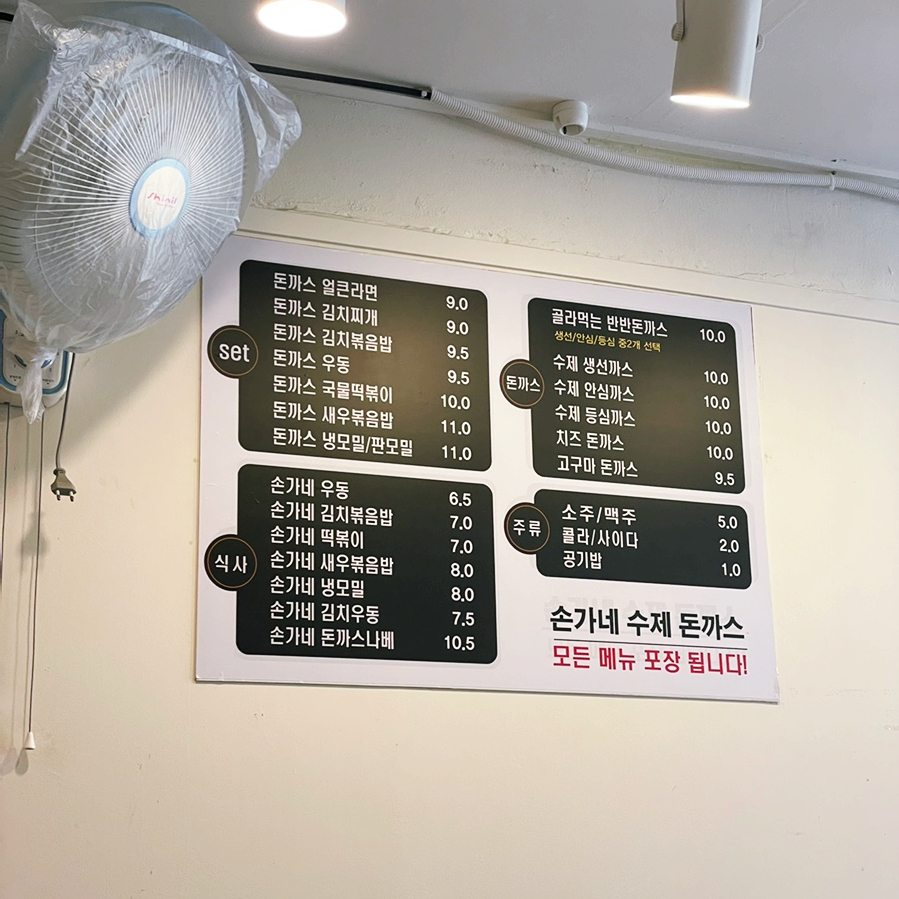 shinil
set
돈까스 얼큰라면 9.0
돈까스 김치찌개 9.0
돈까스 김치볶음밥 9.5
돈까스 우동 9.5
돈까스 국물떡볶이 10.0
돈까스 새우볶음밥 11.0
돈까스 냉모밀/판모밀 11.0
식사
손가네 우동 6.5
손가네 김치볶음밥 7.0
손가네 떡볶이 7.0
손가네 새우볶음밥 8.0
손가네 냉모밀 8.0
손가네 김치우동 7.5
손가네 돈까스나베 10.5
돈까스
골라먹는 반반돈까스 10.0
생선/안심/등심 중2개 선택
수제 생선까스 10.0
수제 안심까스 10.0
수제 등심까스 10.0
치즈 돈까스 10.0
고구마 돈까스 9.5
주류
소주/맥주 5.0
콜라/사이다 2.0
공기밥 1.0
손가네 수제 돈까스
모든 메뉴 포장 됩니다!